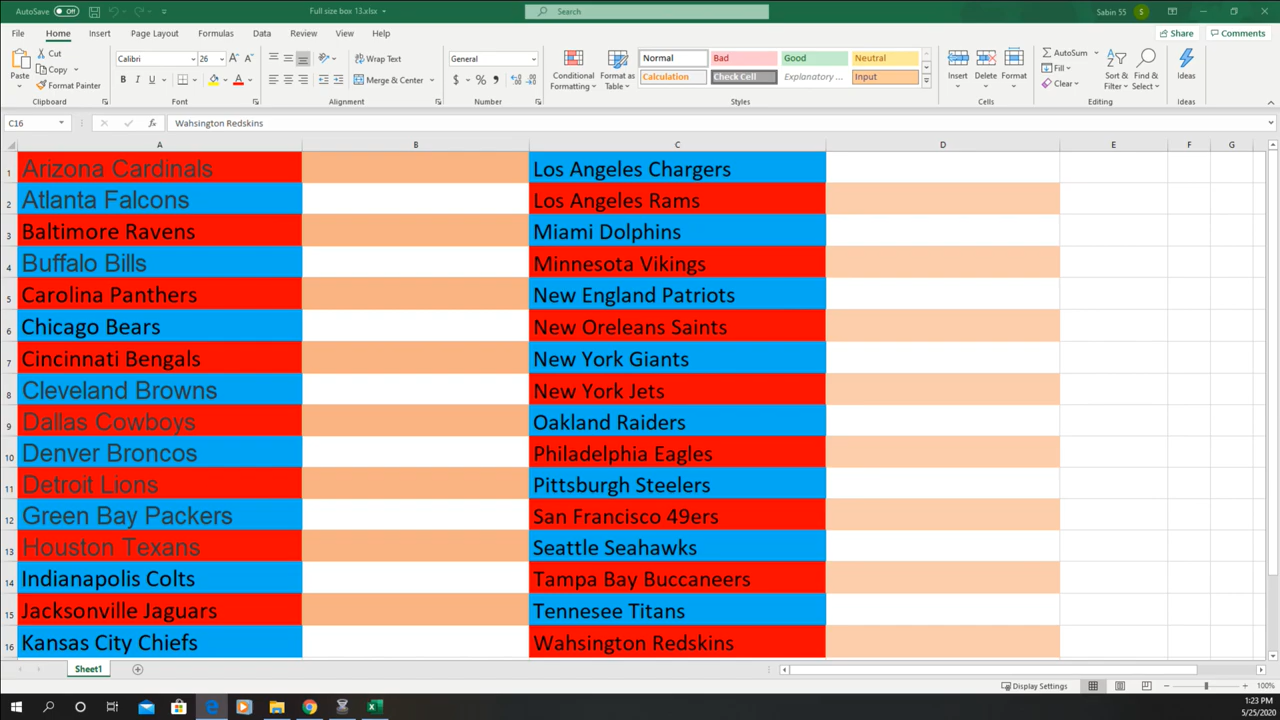 AutoSave Off Full size box 13.xlsx Search Sabin 55 S
File Home Insert Page Layout Formulas Data Review View Help Share Comments
Paste Cut Copy Format Painter Clipboard
Calibri 26 A A B I U A Font
Wrap Text Merge & Center Alignment
General $ % , Number
Conditional Formatting Format as Table
Normal Bad Good Neutral
Calculation Check Cell Explanatory ... Input
Styles
Insert Delete Format Cells
AutoSum Fill Clear Sort & Filter Find & Select Editing
Ideas Ideas
C16 fx Wahsington Redskins
A B C D E F G
1 Arizona Cardinals Los Angeles Chargers
2 Atlanta Falcons Los Angeles Rams
3 Baltimore Ravens Miami Dolphins
4 Buffalo Bills Minnesota Vikings
5 Carolina Panthers New England Patriots
6 Chicago Bears New Oreleans Saints
7 Cincinnati Bengals New York Giants
8 Cleveland Browns New York Jets
9 Dallas Cowboys Oakland Raiders
10 Denver Broncos Philadelphia Eagles
11 Detroit Lions Pittsburgh Steelers
12 Green Bay Packers San Francisco 49ers
13 Houston Texans Seattle Seahawks
14 Indianapolis Colts Tampa Bay Buccaneers
15 Jacksonville Jaguars Tennesee Titans
16 Kansas City Chiefs Wahsington Redskins
Sheet1
Display Settings 100%
1:23 PM
5/25/2020